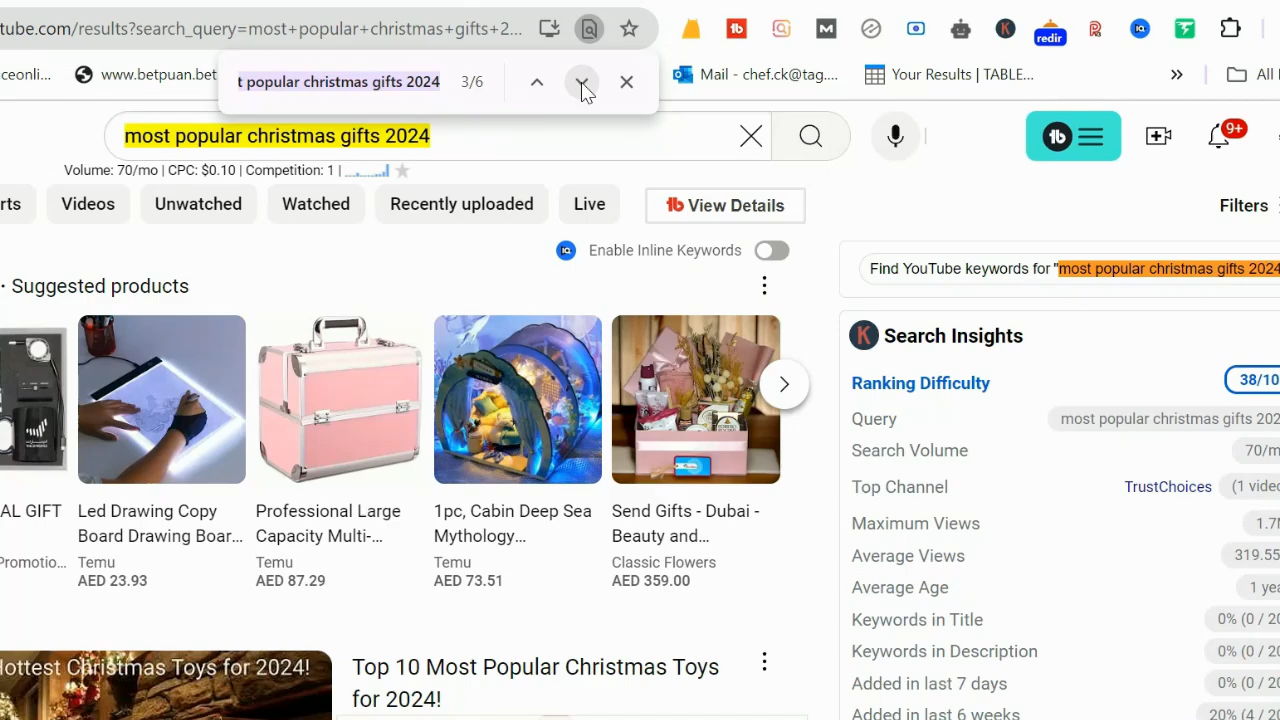 tube.com/results?search_query=most+popular+christmas+gifts+2...
redir
ceonli...
www.betpuan.bet
t popular christmas gifts 2024
3/6
Mail - chef.ck@tag....
Your Results | TABLE...
»
All
most popular christmas gifts 2024
9+
Volume: 70/mo | CPC: $0.10 | Competition: 1 |
rts
Videos
Unwatched
Watched
Recently uploaded
Live
View Details
Filters
Enable Inline Keywords
Find YouTube keywords for "most popular christmas gifts 2024
· Suggested products
Search Insights
Ranking Difficulty
38/10
Query
most popular christmas gifts 202
Search Volume
70/m
Top Channel
TrustChoices
(1 video
Maximum Views
1.7M
Average Views
319.55
Average Age
1 yea
Keywords in Title
0% (0 / 20
Keywords in Description
0% (0 / 20
Added in last 7 days
0% (0 / 20
Added in last 6 weeks
20% (4 / 20
AL GIFT
Promotio...
Led Drawing Copy
Board Drawing Boar...
Temu
AED 23.93
Professional Large
Capacity Multi-...
Temu
AED 87.29
1pc, Cabin Deep Sea
Mythology...
Temu
AED 73.51
Send Gifts - Dubai -
Beauty and...
Classic Flowers
AED 359.00
Hottest Christmas Toys for 2024!
Top 10 Most Popular Christmas Toys
for 2024!